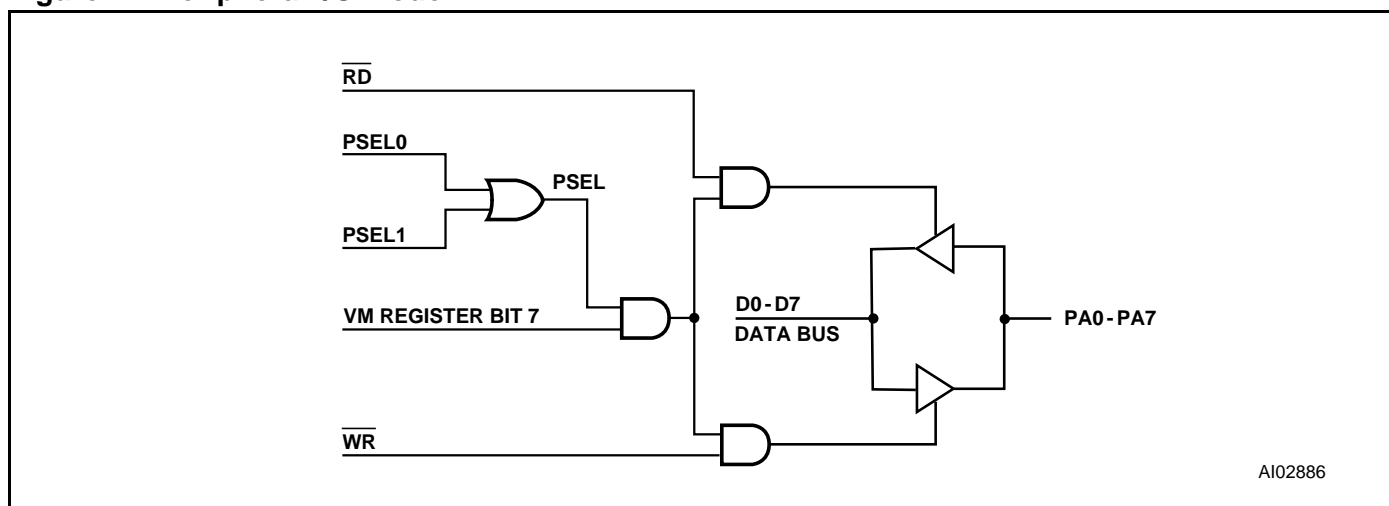 RD
PSEL0
PSEL
PSEL1
D0-D7
VM REGISTER BIT 7
PA0-PA7
DATA BUS
WR
AI02886